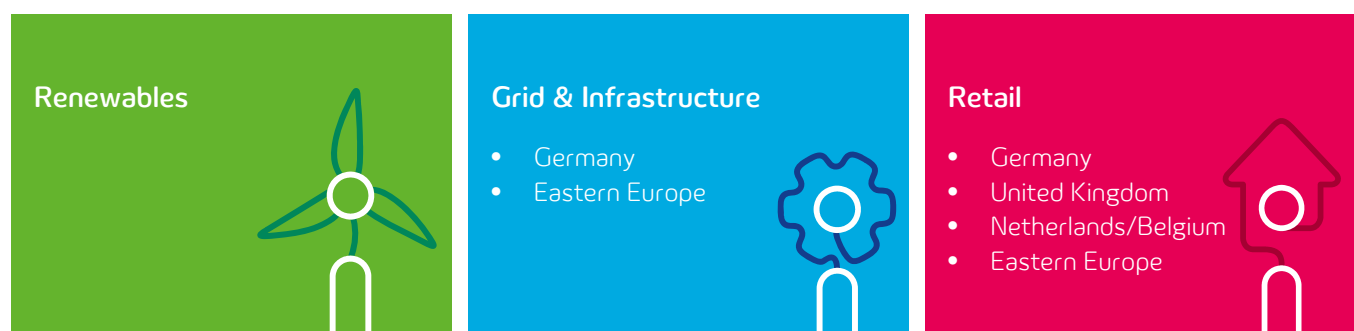 Renewables
Grid & Infrastructure
• Germany
• Eastern Europe
Retail
• Germany
• United Kingdom
• Netherlands/Belgium
• Eastern Europe